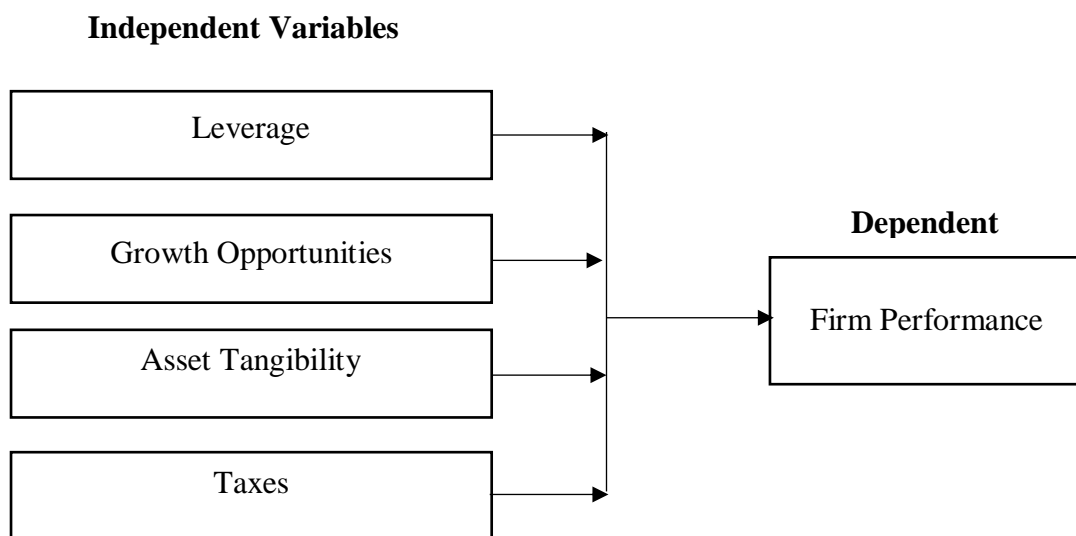 Independent Variables
Leverage
Growth Opportunities
Dependent
Firm Performance
Asset Tangibility
Taxes